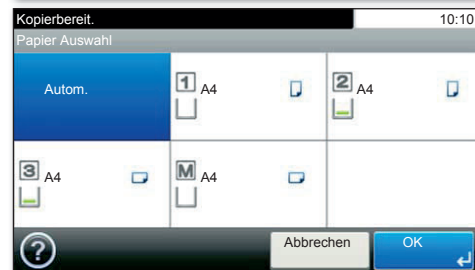 Kopierbereit. 10:10
Papier Auswahl
Autom.
1 A4
2 A4
3 A4
M A4
? Abbrechen OK